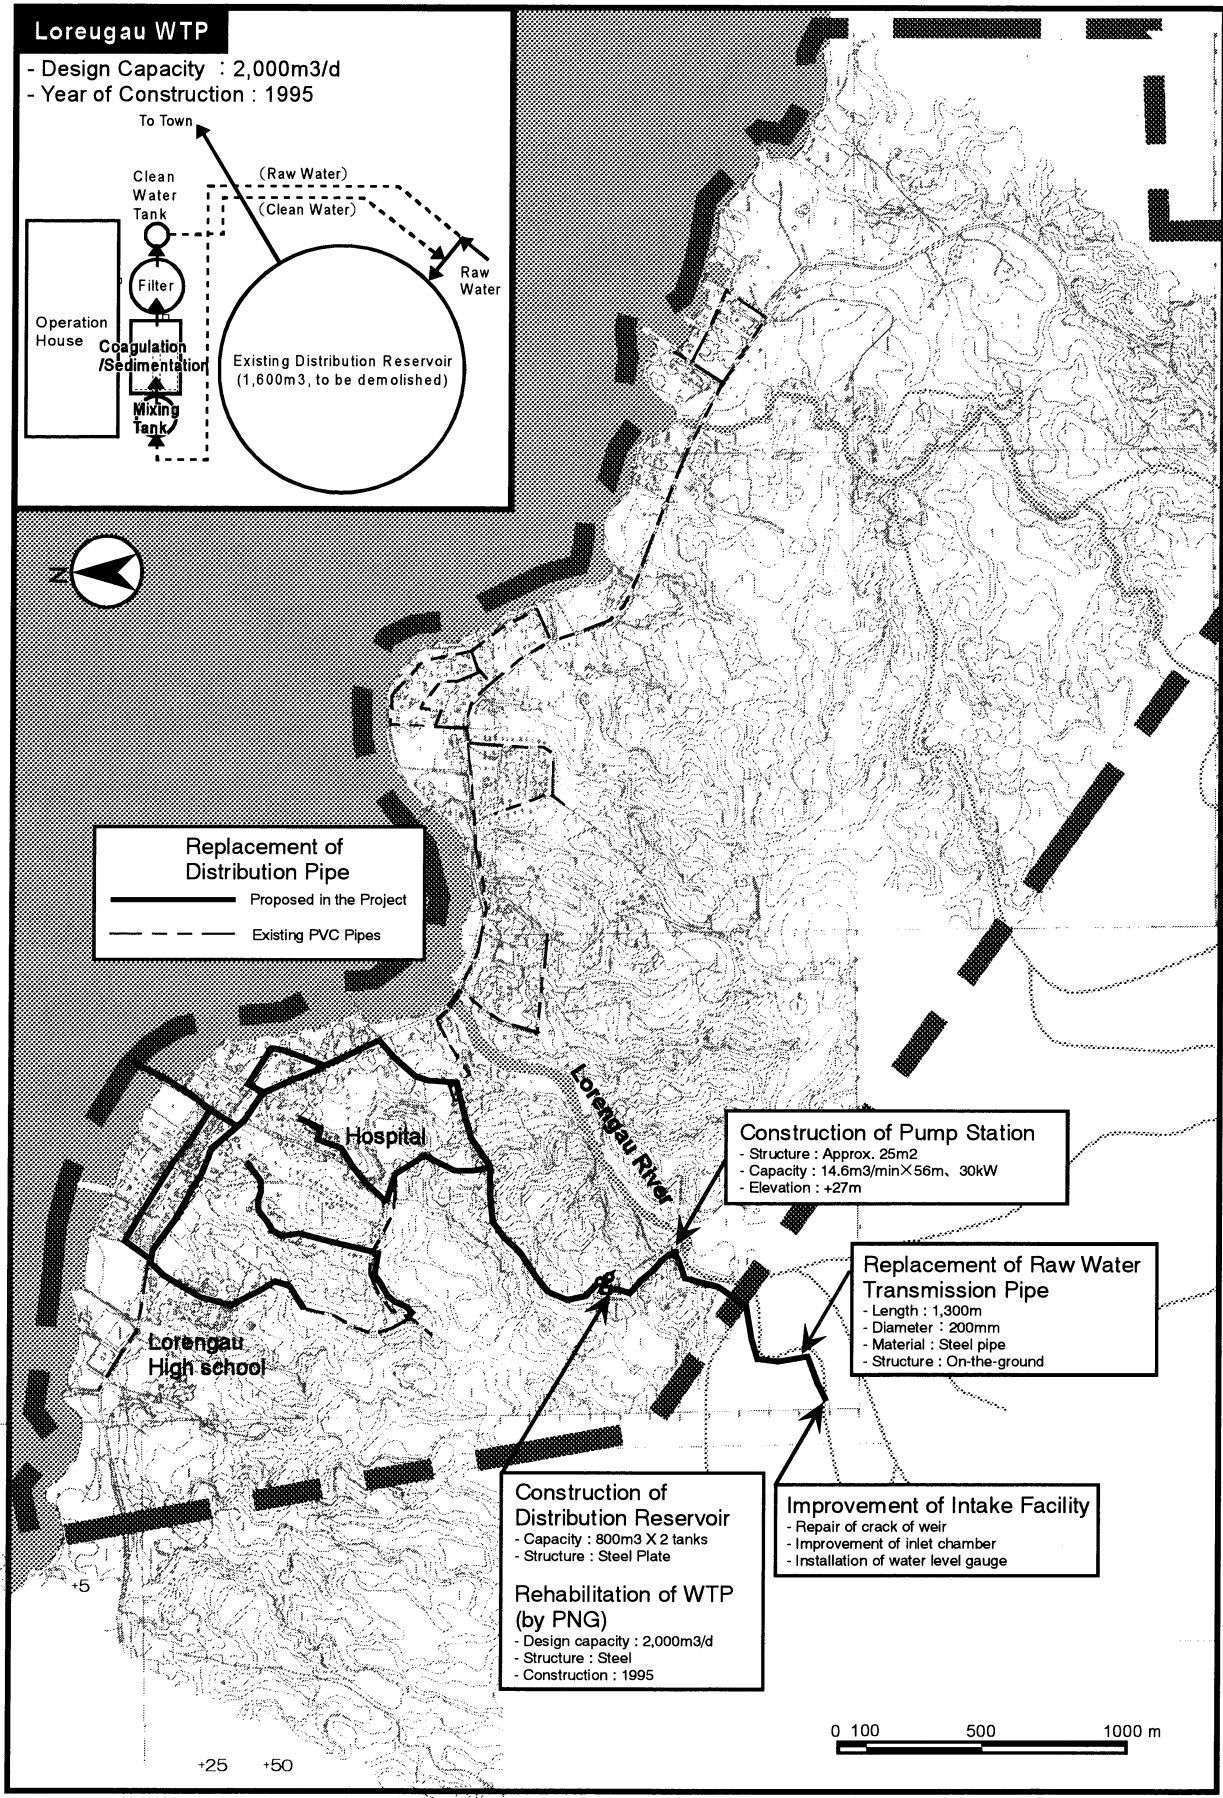 Loreugau WTP
- Design Capacity : 2,000m3/d
- Year of Construction : 1995
To Town
Clean
Water
Tank
(Raw Water)
(Clean Water)
Raw
Water
Filter
Operation
House
Coagulation
/Sedimentation
Mixing
Tank
Existing Distribution Reservoir
(1,600m3, to be demolished)
N
Replacement of
Distribution Pipe
Proposed in the Project
Existing PVC Pipes
Lorengau River
Hospital
Construction of Pump Station
- Structure : Approx. 25m2
- Capacity : 14.6m3/min×56m、30kW
- Elevation : +27m
Replacement of Raw Water
Transmission Pipe
- Length : 1,300m
- Diameter : 200mm
- Material : Steel pipe
- Structure : On-the-ground
Lorengau
High school
Construction of
Distribution Reservoir
- Capacity : 800m3 X 2 tanks
- Structure : Steel Plate
Rehabilitation of WTP
(by PNG)
- Design capacity : 2,000m3/d
- Structure : Steel
- Construction : 1995
Improvement of Intake Facility
- Repair of crack of weir
- Improvement of inlet chamber
- Installation of water level gauge
+5
+25 +50
0 100 500 1000 m